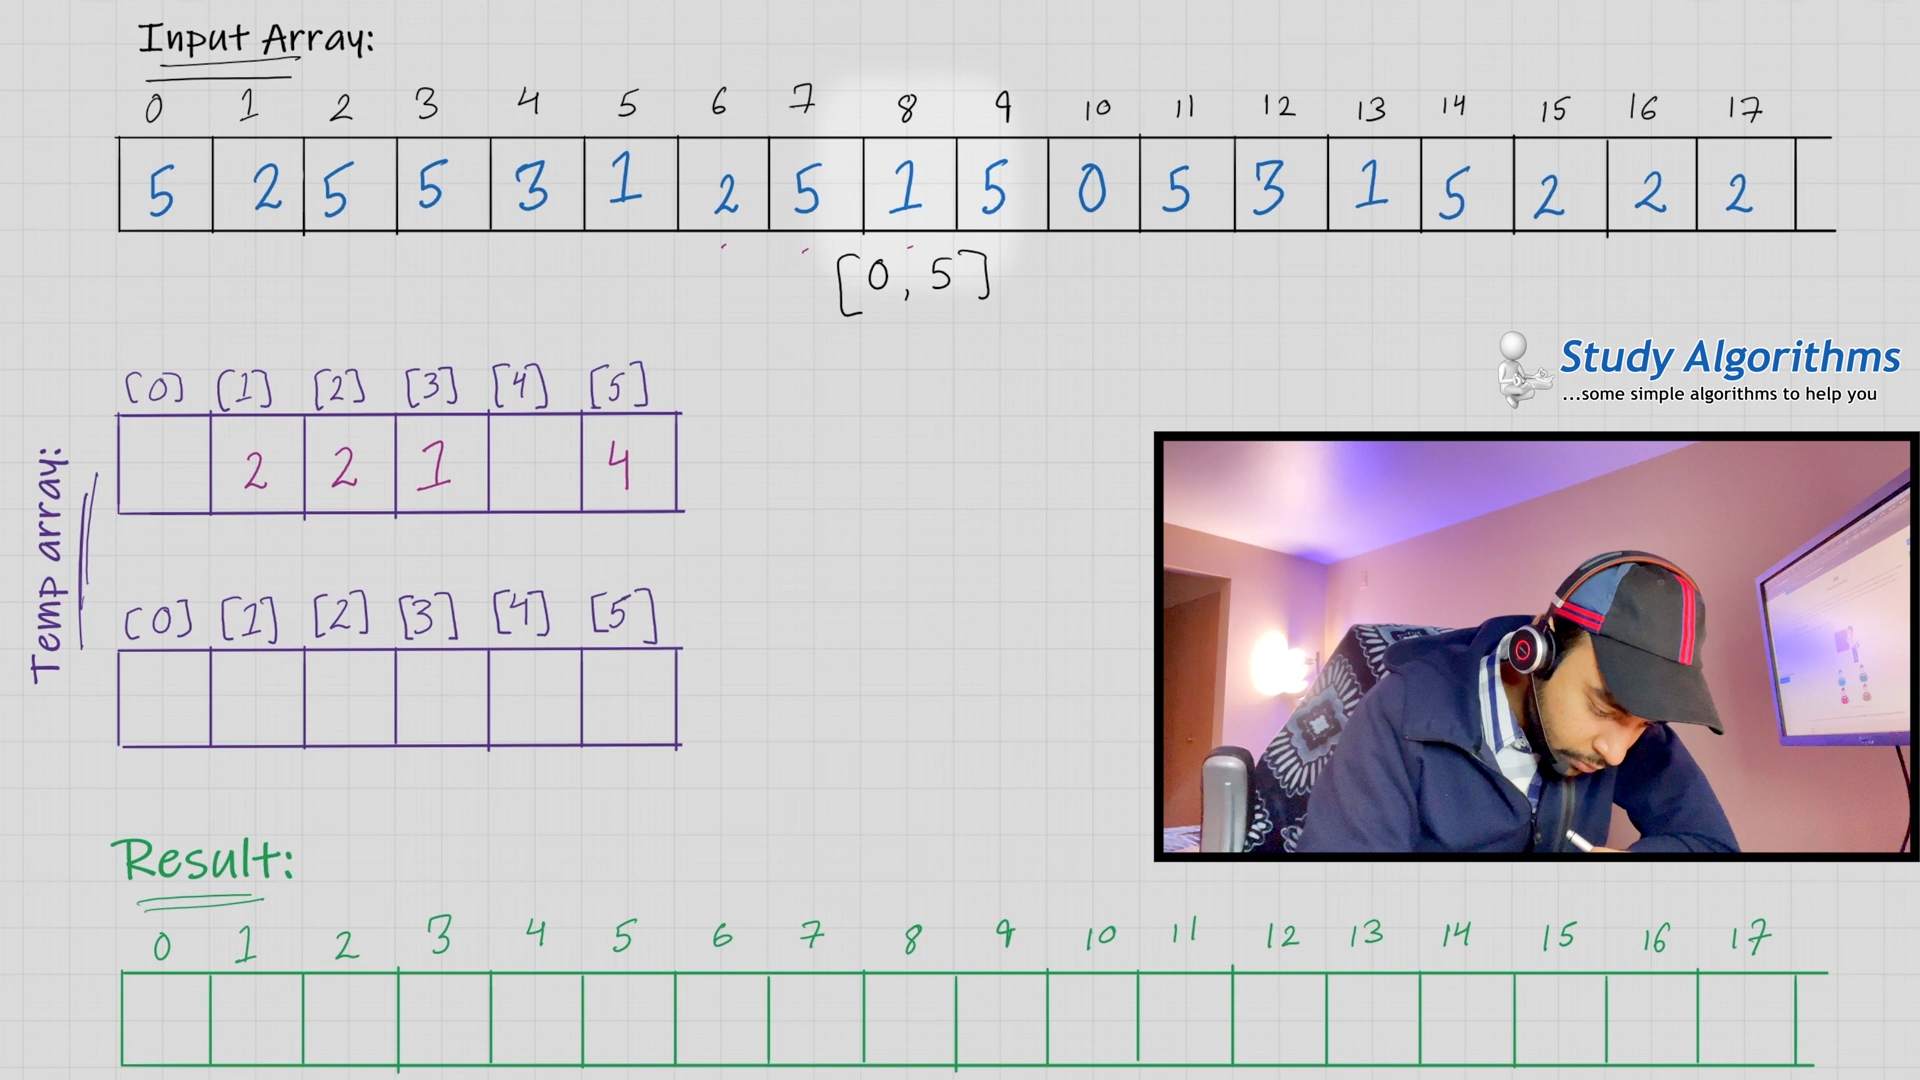 Input Array:
0 1 2 3 4 5 6 7 8 9 10 11 12 13 14 15 16 17
5 2 5 5 3 1 2 5 1 5 0 5 3 1 5 2 2 2
[0, 5]
Study Algorithms
...some simple algorithms to help you
Temp array:
[0] [1] [2] [3] [4] [5]
2 2 1 4
[0] [1] [2] [3] [4] [5]
Result:
0 1 2 3 4 5 6 7 8 9 10 11 12 13 14 15 16 17